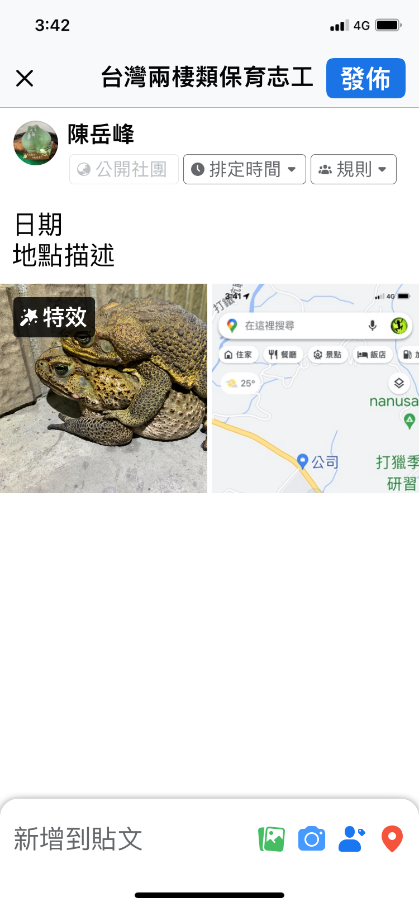 3:42
4G
台灣兩棲類保育志工
發佈
陳岳峰
公開社團
排定時間
規則
日期
地點描述
特效
打獵
3:41
4G
在這裡搜尋
住家
餐廳
景點
飯店
25°
nanusa
公司
打獵季
研習
新增到貼文